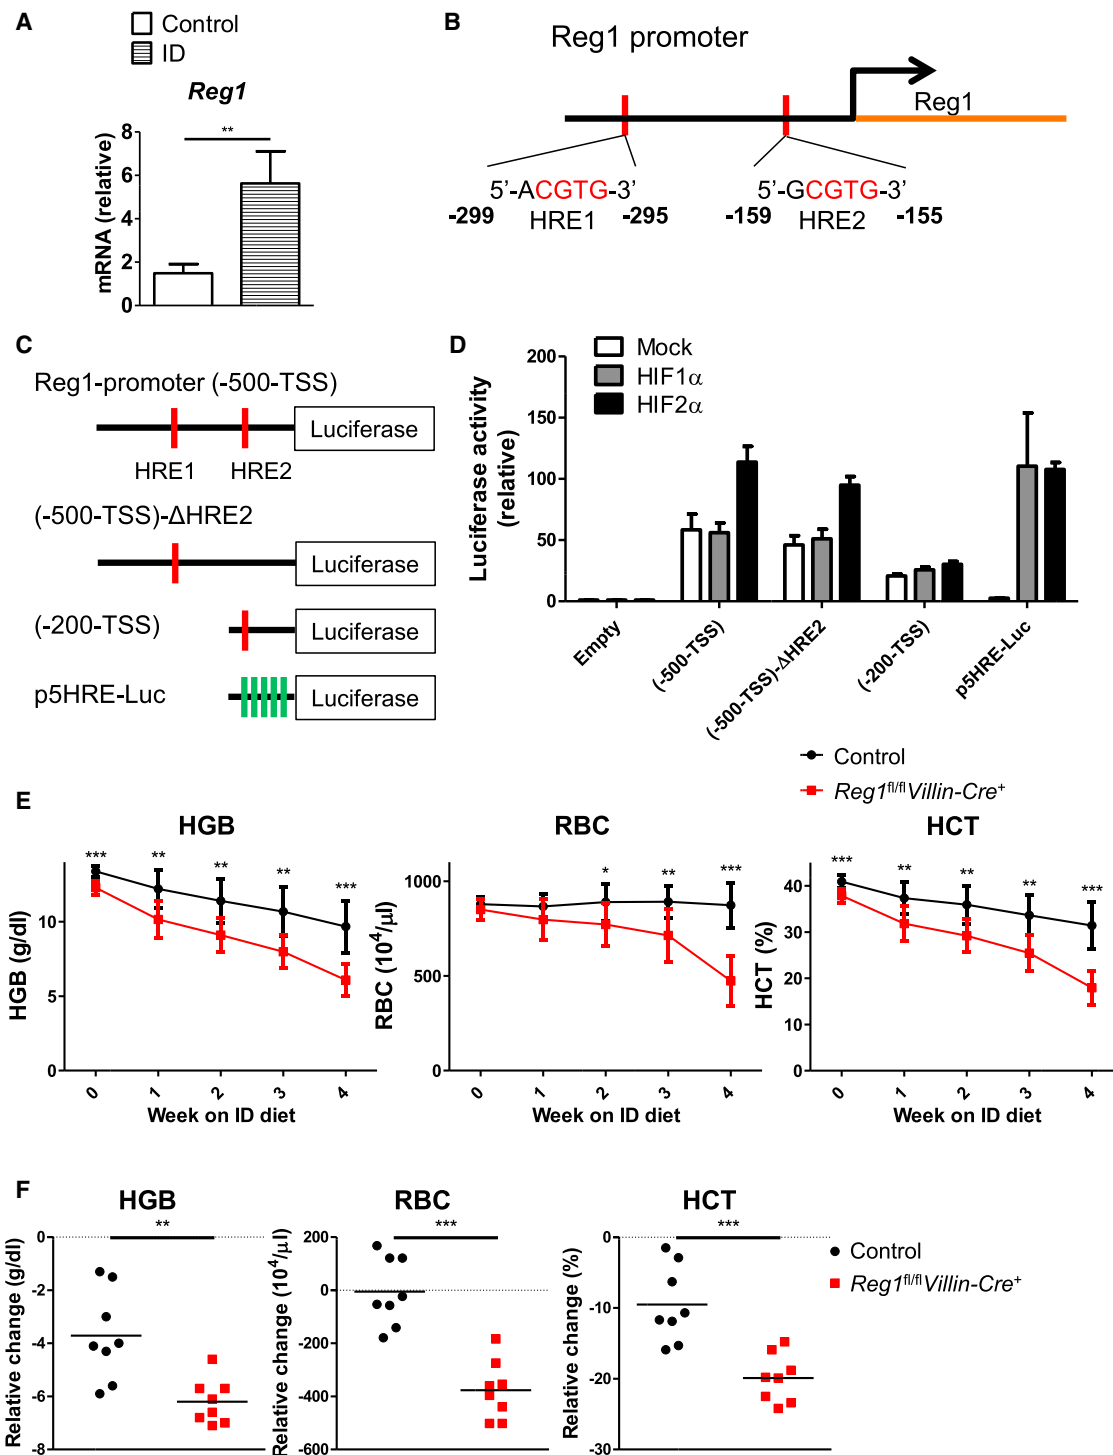 A
Control
ID
Reg1
**
mRNA (relative)
8
6
4
2
0
B
Reg1 promoter
Reg1
5’-ACGTG-3’
5’-GCGTG-3’
-299 HRE1 -295
-159 HRE2 -155
C
Reg1-promoter (-500-TSS)
Luciferase
HRE1 HRE2
(-500-TSS)-ΔHRE2
Luciferase
(-200-TSS)
Luciferase
p5HRE-Luc
Luciferase
D
Mock
HIF1α
HIF2α
Luciferase activity
(relative)
200
150
100
50
0
Empty
(-500-TSS)
(-500-TSS)-ΔHRE2
(-200-TSS)
p5HRE-Luc
Control
Reg1fl/flVillin-Cre+
E
HGB
*** ** ** ** ***
HGB (g/dl)
10
5
0
0 1 2 3 4
Week on ID diet
RBC
* ** ***
RBC (10⁴/μl)
1000
500
0
0 1 2 3 4
Week on ID diet
HCT
*** ** ** ** ***
HCT (%)
40
30
20
10
0
0 1 2 3 4
Week on ID diet
F
HGB
**
Relative change (g/dl)
0
-2
-4
-6
-8
RBC
***
Relative change (10⁴/μl)
200
0
-200
-400
-600
HCT
***
Relative change (%)
0
-10
-20
-30
Control
Reg1fl/flVillin-Cre+